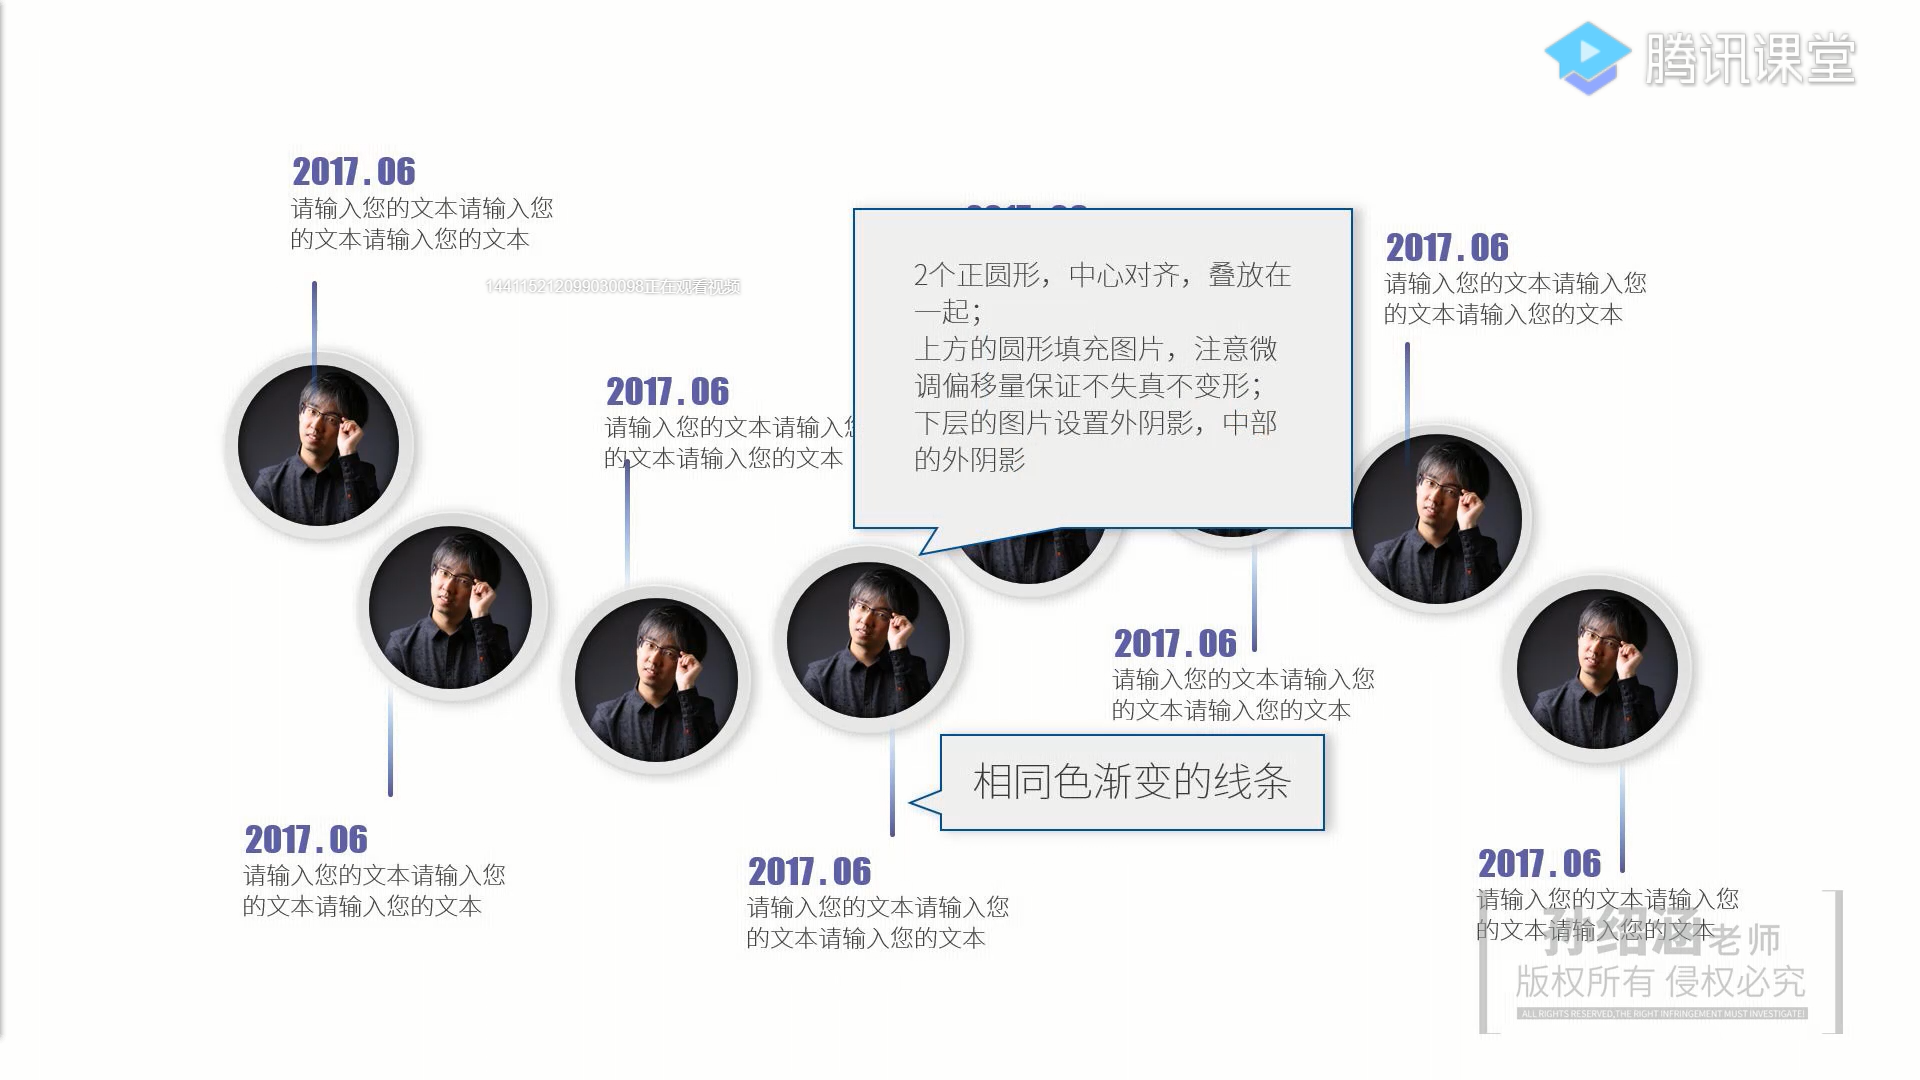 腾讯课堂
2017.06
请输入您的文本请输入您
的文本请输入您的文本
144115212099030098正在观看视频
2017.06
请输入您的文本请输入您
的文本请输入您的文本
2个正圆形，中心对齐，叠放在
一起；
上方的圆形填充图片，注意微
调偏移量保证不失真不变形；
下层的图片设置外阴影，中部
的外阴影
2017.06
请输入您的文本请输入您
的文本请输入您的文本
2017.06
请输入您的文本请输入您
的文本请输入您的文本
相同色渐变的线条
2017.06
请输入您的文本请输入您
的文本请输入您的文本
2017.06
请输入您的文本请输入您
的文本请输入您的文本
2017.06
请输入您的文本请输入您
的文本请输入您的文本
孙绍涵老师
版权所有 侵权必究
ALL RIGHTS RESERVED,THE RIGHT INFRINGEMENT MUST INVESTIGATE!